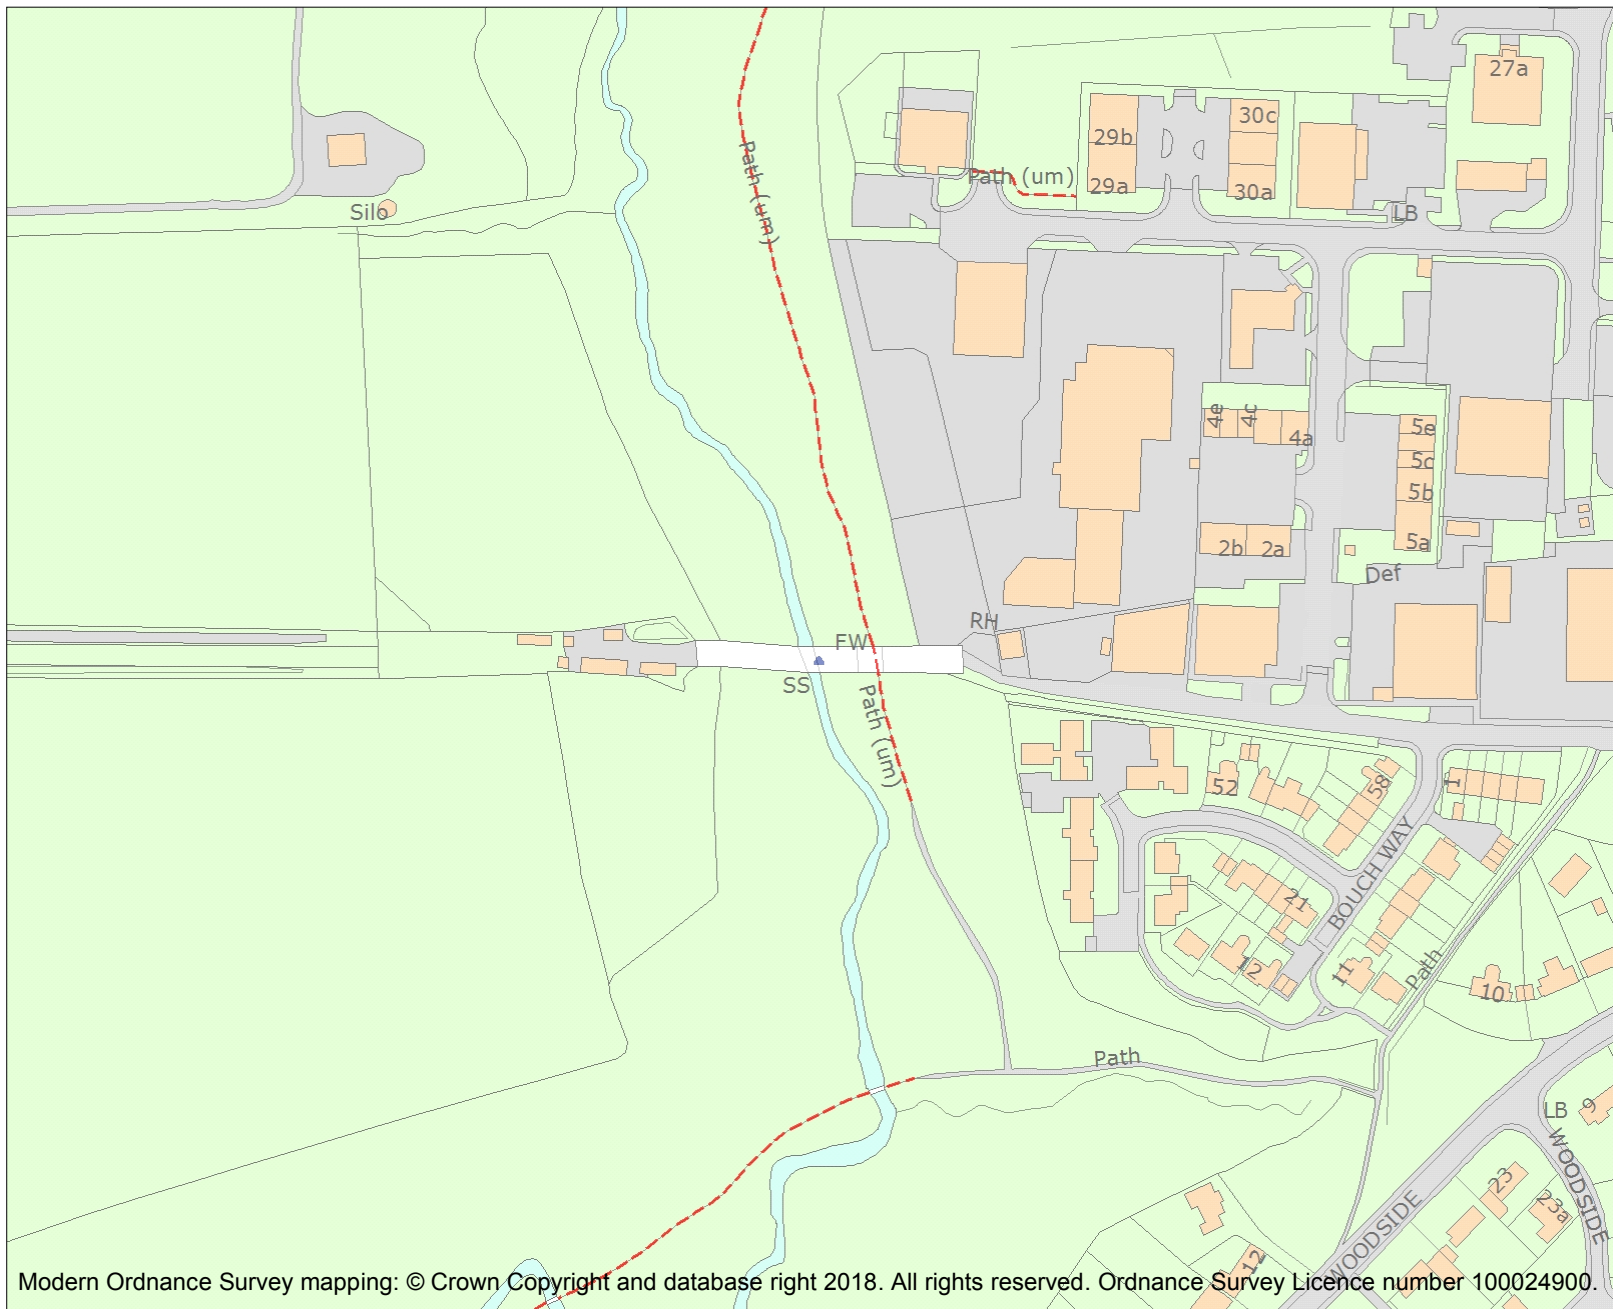 27a
30c
29b
Path (um)
Path (um)
29a
30a
Silo
LB
4e
4c
4a
5e
5c
5b
5a
2b
2a
Def
RH
FW
SS
Path (um)
52
58
1
BOUCH WAY
21
12
11
Path
10
Path
LB
9
WOODSIDE
23
23a
WOODSIDE
12
Modern Ordnance Survey mapping: © Crown Copyright and database right 2018. All rights reserved. Ordnance Survey Licence number 100024900.